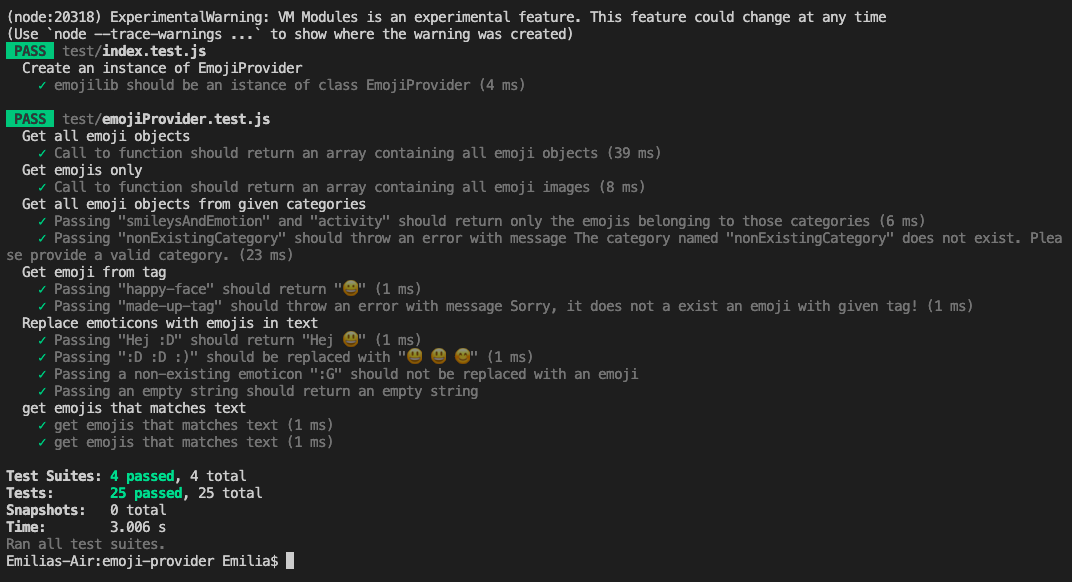 (node:20318) ExperimentalWarning: VM Modules is an experimental feature. This feature could change at any time
(Use `node --trace-warnings ...` to show where the warning was created)
PASS test/index.test.js
Create an instance of EmojiProvider
✓ emojilib should be an istance of class EmojiProvider (4 ms)
PASS test/emojiProvider.test.js
Get all emoji objects
✓ Call to function should return an array containing all emoji objects (39 ms)
Get emojis only
✓ Call to function should return an array containing all emoji images (8 ms)
Get all emoji objects from given categories
✓ Passing "smileysAndEmotion" and "activity" should return only the emojis belonging to those categories (6 ms)
✓ Passing "nonExistingCategory" should throw an error with message The category named "nonExistingCategory" does not exist. Plea
se provide a valid category. (23 ms)
Get emoji from tag
✓ Passing "happy-face" should return "😀" (1 ms)
✓ Passing "made-up-tag" should throw an error with message Sorry, it does not a exist an emoji with given tag! (1 ms)
Replace emoticons with emojis in text
✓ Passing "Hej :D" should return "Hej 😃" (1 ms)
✓ Passing ":D :D :)" should be replaced with "😃 😃 😊" (1 ms)
✓ Passing a non-existing emoticon ":G" should not be replaced with an emoji
✓ Passing an empty string should return an empty string
get emojis that matches text
✓ get emojis that matches text (1 ms)
✓ get emojis that matches text (1 ms)
Test Suites: 4 passed, 4 total
Tests: 25 passed, 25 total
Snapshots: 0 total
Time: 3.006 s
Ran all test suites.
Emilias-Air:emoji-provider Emilia$